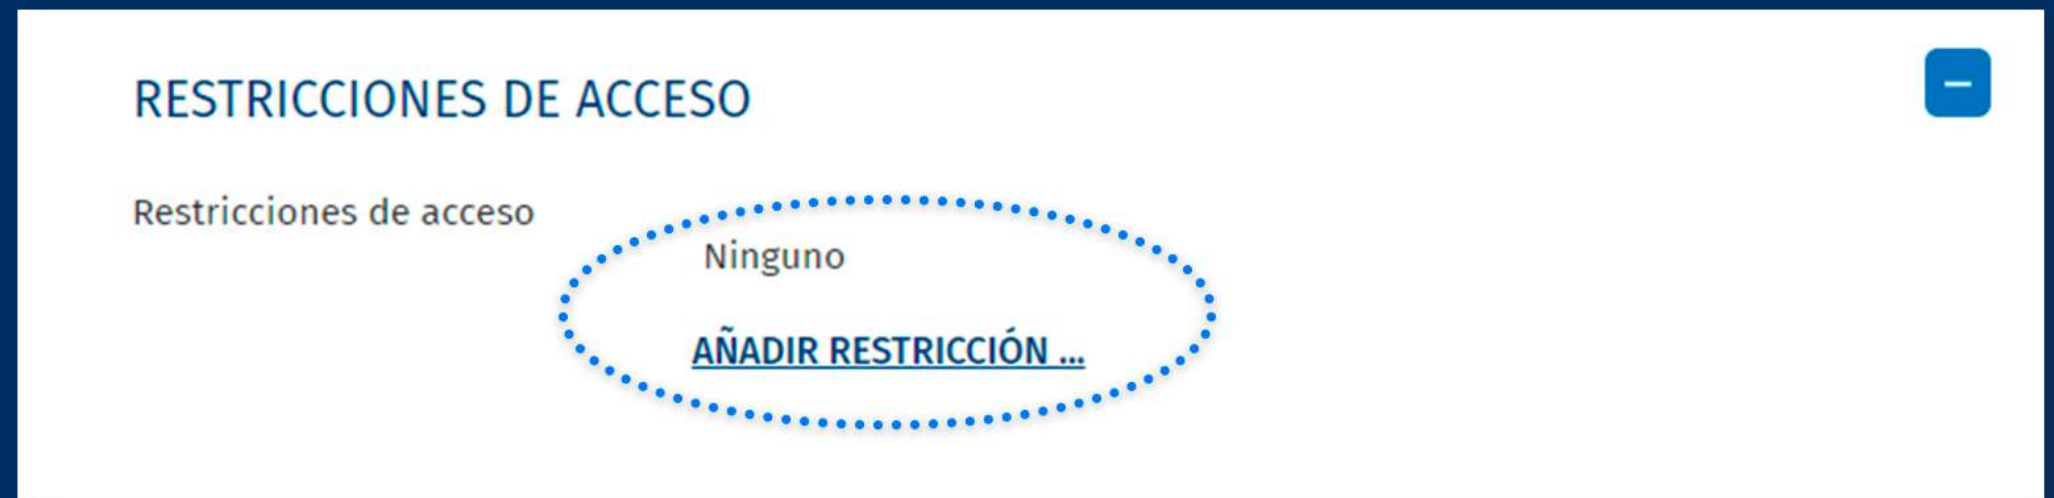 RESTRICCIONES DE ACCESO
Restricciones de acceso
Ninguno
AÑADIR RESTRICCIÓN ...